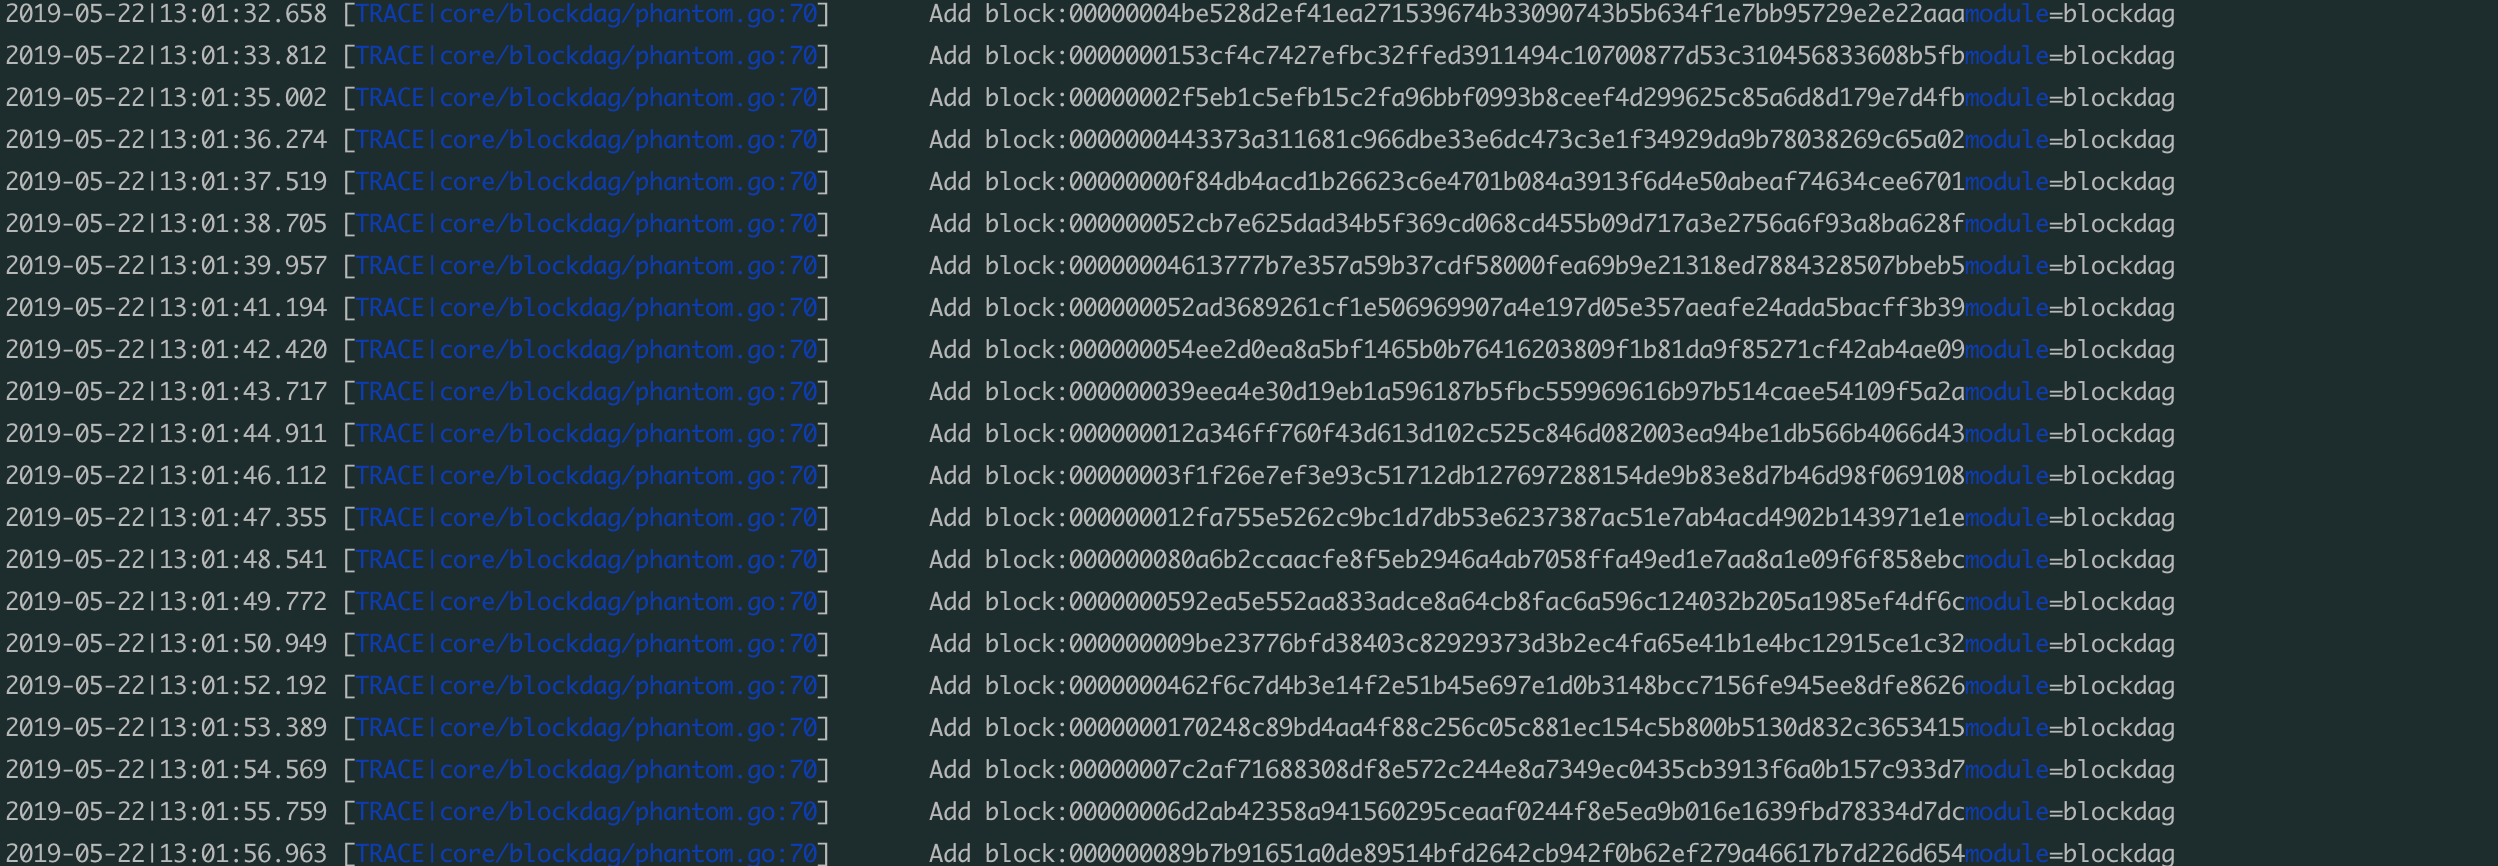 2019-05-22|13:01:32.658 [TRACE|core/blockdag/phantom.go:70] Add block:00000004be528d2ef41ea271539674b33090743b5b634f1e7bb95729e2e22aaamodule=blockdag
2019-05-22|13:01:33.812 [TRACE|core/blockdag/phantom.go:70] Add block:0000000153cf4c7427efbc32ffed3911494c10700877d53c310456833608b5fbmodule=blockdag
2019-05-22|13:01:35.002 [TRACE|core/blockdag/phantom.go:70] Add block:00000002f5eb1c5efb15c2fa96bbf0993b8ceef4d299625c85a6d8d179e7d4fbmodule=blockdag
2019-05-22|13:01:36.274 [TRACE|core/blockdag/phantom.go:70] Add block:0000000443373a311681c966dbe33e6dc473c3e1f34929da9b78038269c65a02module=blockdag
2019-05-22|13:01:37.519 [TRACE|core/blockdag/phantom.go:70] Add block:00000000f84db4acd1b26623c6e4701b084a3913f6d4e50abeaf74634cee6701module=blockdag
2019-05-22|13:01:38.705 [TRACE|core/blockdag/phantom.go:70] Add block:000000052cb7e625dad34b5f369cd068cd455b09d717a3e2756a6f93a8ba628fmodule=blockdag
2019-05-22|13:01:39.957 [TRACE|core/blockdag/phantom.go:70] Add block:00000004613777b7e357a59b37cdf58000fea69b9e21318ed7884328507bbeb5module=blockdag
2019-05-22|13:01:41.194 [TRACE|core/blockdag/phantom.go:70] Add block:000000052ad3689261cf1e506969907a4e197d05e357aeafe24ada5bacff3b39module=blockdag
2019-05-22|13:01:42.420 [TRACE|core/blockdag/phantom.go:70] Add block:000000054ee2d0ea8a5bf1465b0b76416203809f1b81da9f85271cf42ab4ae09module=blockdag
2019-05-22|13:01:43.717 [TRACE|core/blockdag/phantom.go:70] Add block:000000039eea4e30d19eb1a596187b5fbc559969616b97b514caee54109f5a2amodule=blockdag
2019-05-22|13:01:44.911 [TRACE|core/blockdag/phantom.go:70] Add block:000000012a346ff760f43d613d102c525c846d082003ea94be1db566b4066d43module=blockdag
2019-05-22|13:01:46.112 [TRACE|core/blockdag/phantom.go:70] Add block:00000003f1f26e7ef3e93c51712db127697288154de9b83e8d7b46d98f069108module=blockdag
2019-05-22|13:01:47.355 [TRACE|core/blockdag/phantom.go:70] Add block:000000012fa755e5262c9bc1d7db53e6237387ac51e7ab4acd4902b143971e1emodule=blockdag
2019-05-22|13:01:48.541 [TRACE|core/blockdag/phantom.go:70] Add block:000000080a6b2ccaacfe8f5eb2946a4ab7058ffa49ed1e7aa8a1e09f6f858ebcmodule=blockdag
2019-05-22|13:01:49.772 [TRACE|core/blockdag/phantom.go:70] Add block:0000000592ea5e552aa833adce8a64cb8fac6a596c124032b205a1985ef4df6cmodule=blockdag
2019-05-22|13:01:50.949 [TRACE|core/blockdag/phantom.go:70] Add block:000000009be23776bfd38403c82929373d3b2ec4fa65e41b1e4bc12915ce1c32module=blockdag
2019-05-22|13:01:52.192 [TRACE|core/blockdag/phantom.go:70] Add block:0000000462f6c7d4b3e14f2e51b45e697e1d0b3148bcc7156fe945ee8dfe8626module=blockdag
2019-05-22|13:01:53.389 [TRACE|core/blockdag/phantom.go:70] Add block:0000000170248c89bd4aa4f88c256c05c881ec154c5b800b5130d832c3653415module=blockdag
2019-05-22|13:01:54.569 [TRACE|core/blockdag/phantom.go:70] Add block:00000007c2af71688308df8e572c244e8a7349ec0435cb3913f6a0b157c933d7module=blockdag
2019-05-22|13:01:55.759 [TRACE|core/blockdag/phantom.go:70] Add block:00000006d2ab42358a941560295ceaaf0244f8e5ea9b016e1639fbd78334d7dcmodule=blockdag
2019-05-22|13:01:56.963 [TRACE|core/blockdag/phantom.go:70] Add block:000000089b7b91651a0de89514bfd2642cb942f0b62ef279a46617b7d226d654module=blockdag